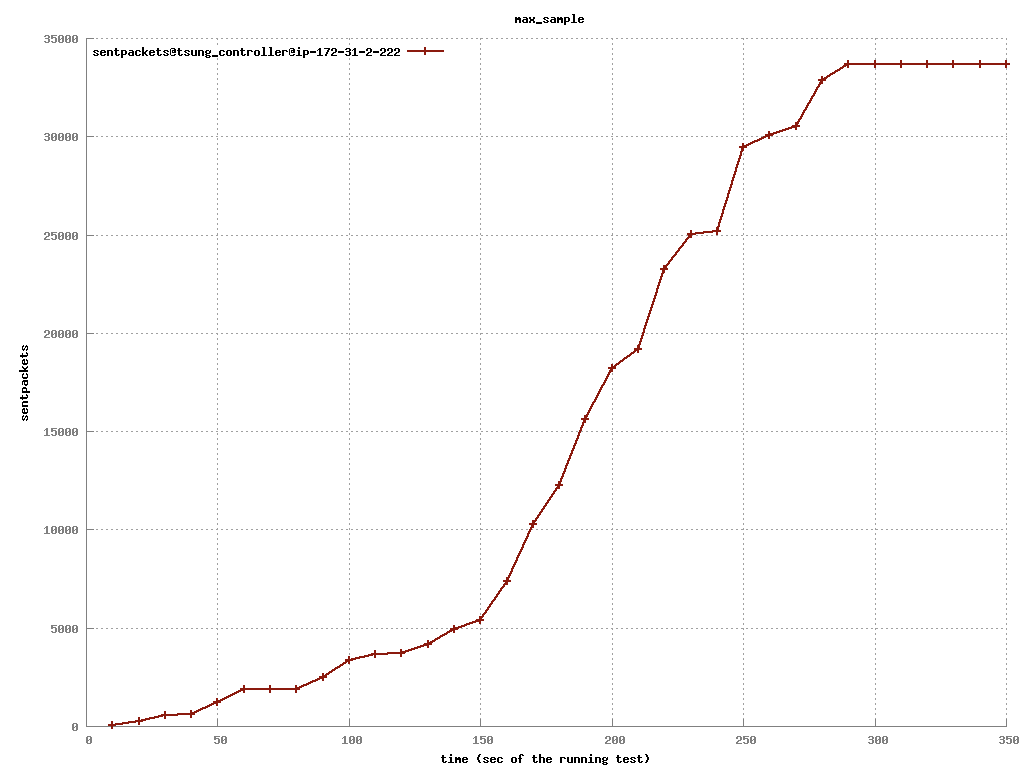 max_sample
sentpackets@tsung_controller@ip-172-31-2-222
35000
30000
25000
20000
15000
10000
5000
0
sentpackets
0 50 100 150 200 250 300 350
time (sec of the running test)